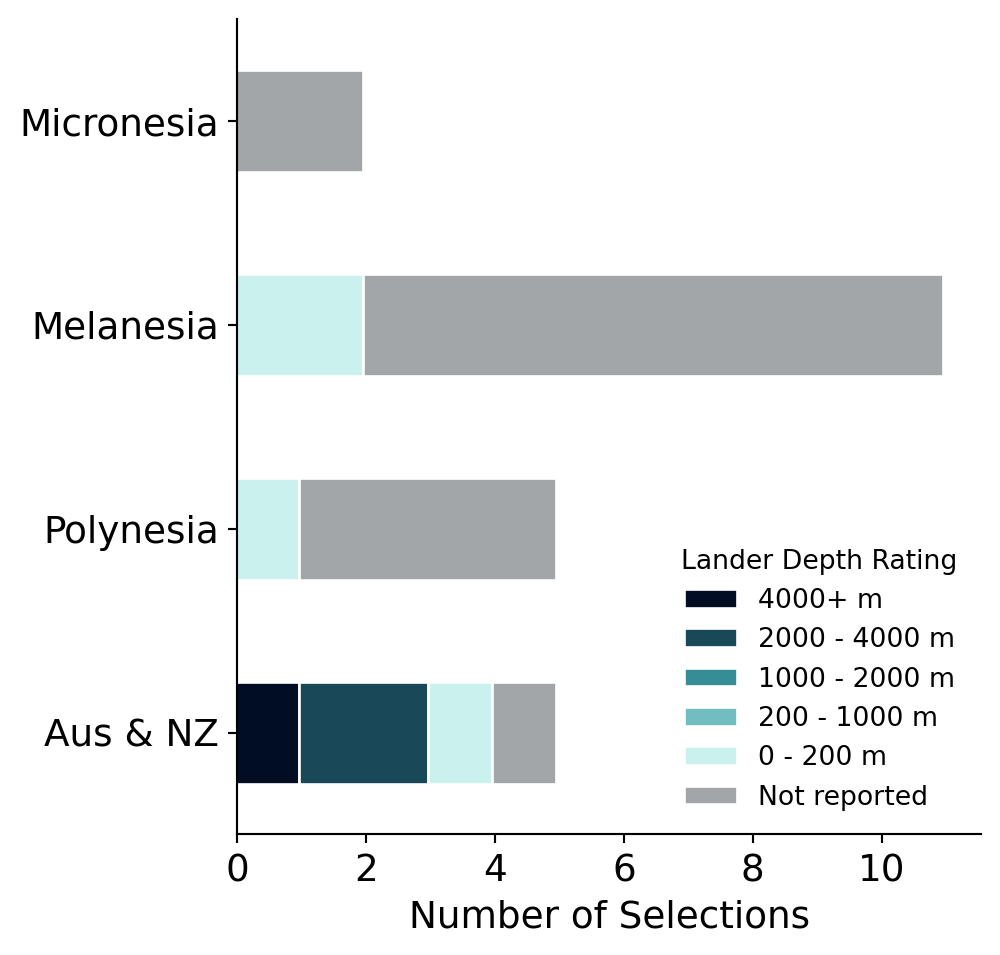 Micronesia
Melanesia
Polynesia
Aus & NZ
Lander Depth Rating
4000+ m
2000 - 4000 m
1000 - 2000 m
200 - 1000 m
0 - 200 m
Not reported
0 2 4 6 8 10
Number of Selections